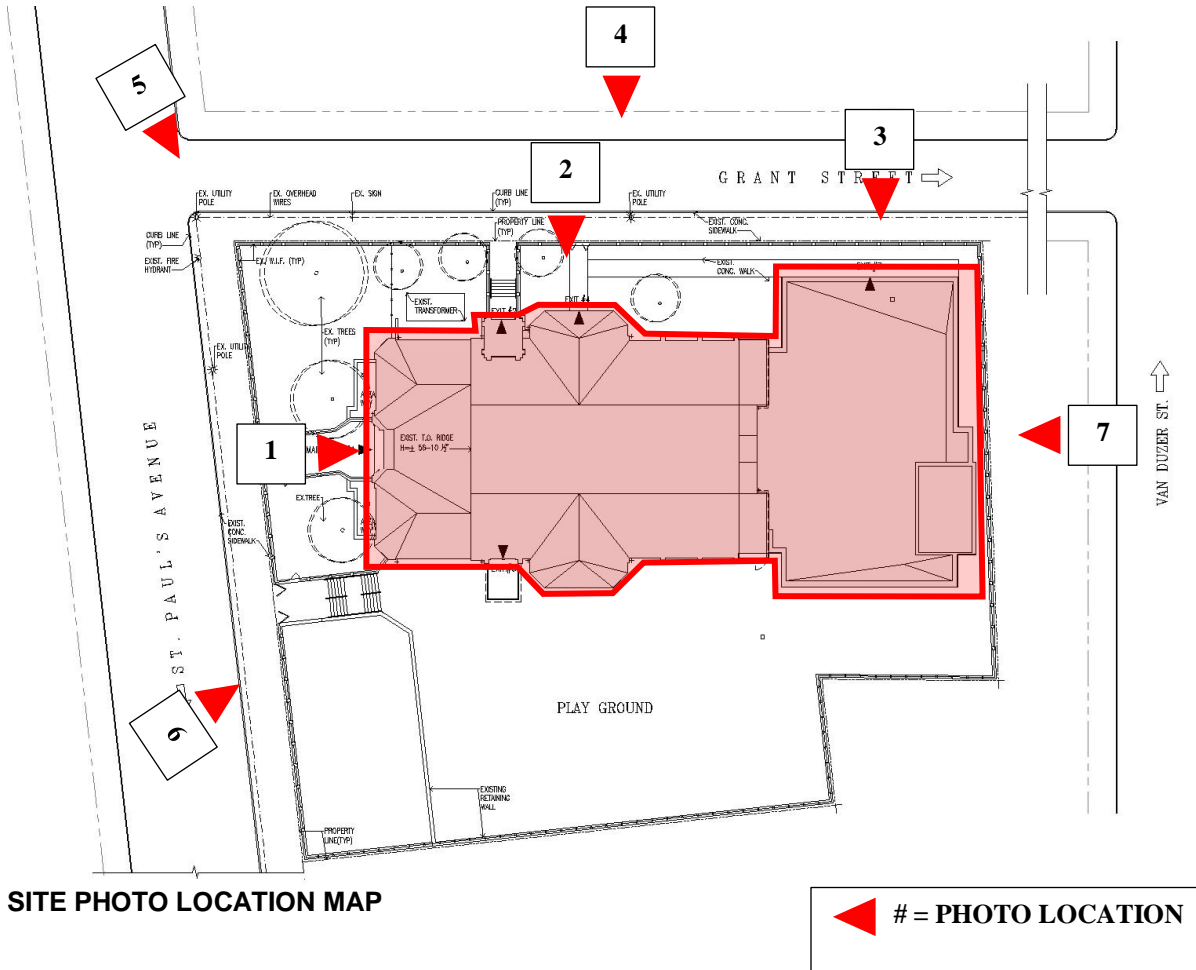 4
5
3
2
GRANT STREET
EX. UTILITY
POLE
EX. OVERHEAD
WIRES
EX. SIGN
CURB LINE
(TYP)
EX. UTILITY
POLE
PROPERTY LINE
(TYP)
EXIST. CONC.
SIDEWALK
CURB LINE
(TYP)
EXIST. FIRE
HYDRANT
EX. W.I.F. (TYP)
EXIST.
CONC. WALK
EXIST.
TRANSFORMER
EXIT #4
EX. TREES
(TYP)
EX. UTILITY
POLE
1
EXIST. T.O. RIDGE
H=± 56-10 ½"
7
VAN DUZER ST.
EX.TREE
EXIST.
CONC.
SIDEWALK
ST. PAUL'S AVENUE
6
PLAY GROUND
EXISTING
RETAINING
WALL
PROPERTY
LINE(TYP)
SITE PHOTO LOCATION MAP
# = PHOTO LOCATION